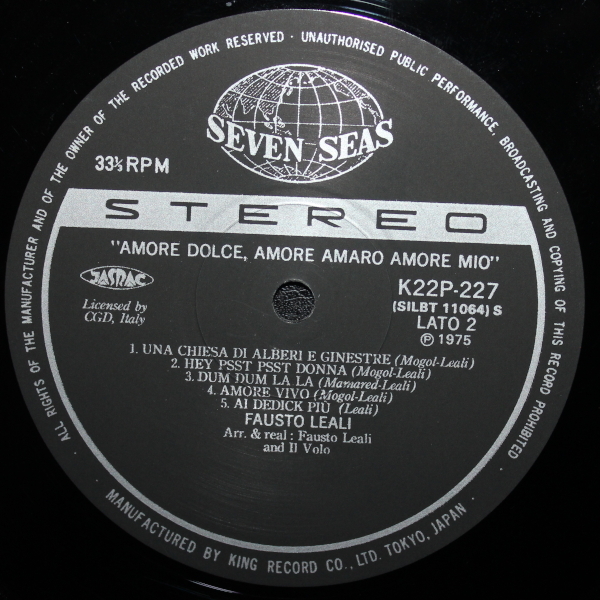 ALL RIGHTS OF THE MANUFACTURER AND OF THE OWNER OF THE RECORDED WORK RESERVED · UNAUTHORISED PUBLIC PERFORMANCE, BROADCASTING AND COPYING OF THIS RECORD PROHIBITED ·
SEVEN SEAS
33⅓ RPM
STEREO
"AMORE DOLCE, AMORE AMARO AMORE MIO"
JASRAC
Licensed by
CGD, Italy
K22P-227
(SILBT 11064) S
LATO 2
Ⓟ 1975
1. UNA CHIESA DI ALBERI E GINESTRE (Mogol-Leali)
2. HEY PSST PSST DONNA (Mogol-Leali)
3. DUM DUM LA LA (Mamared-Leali)
4. AMORE VIVO (Mogol-Leali)
5. AI DEDICK PIÙ (Leali)
FAUSTO LEALI
Arr. & real : Fausto Leali
and Il Volo
MANUFACTURED BY KING RECORD CO., LTD. TOKYO, JAPAN ·